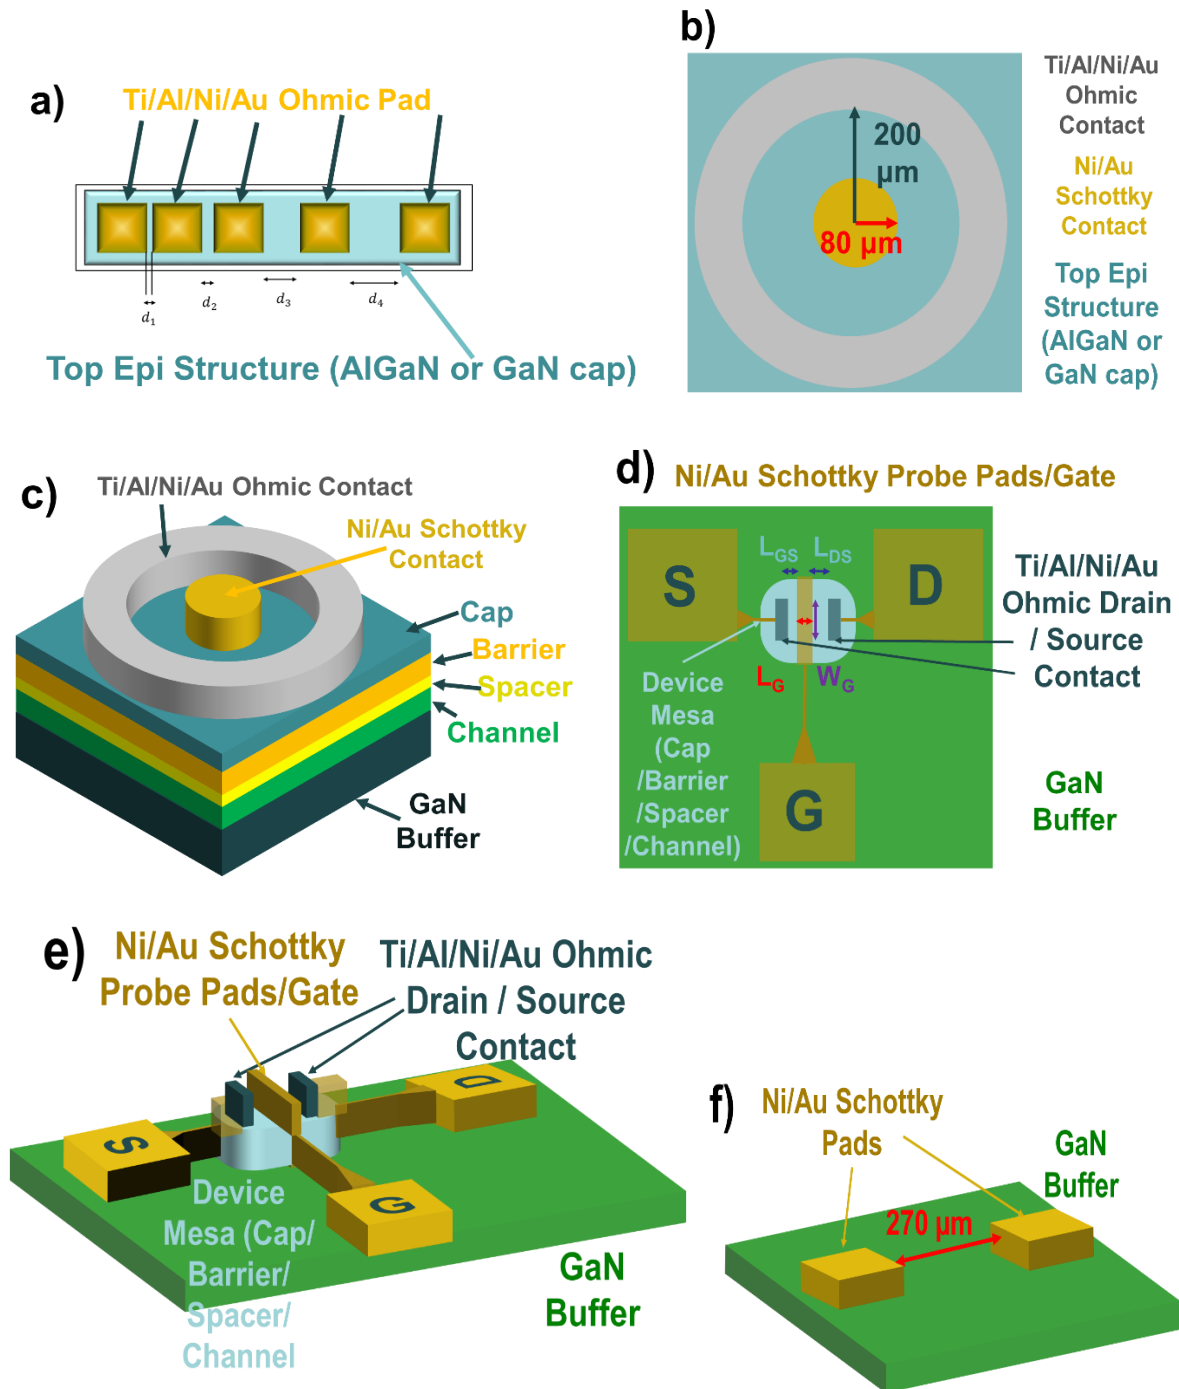 a)
Ti/Al/Ni/Au Ohmic Pad
d1
d2
d3
d4
Top Epi Structure (AlGaN or GaN cap)
b)
200
μm
80 μm
Ti/Al/Ni/Au
Ohmic
Contact
Ni/Au
Schottky
Contact
Top Epi
Structure
(AlGaN or
GaN cap)
c)
Ti/Al/Ni/Au Ohmic Contact
Ni/Au Schottky
Contact
Cap
Barrier
Spacer
Channel
GaN
Buffer
d)
Ni/Au Schottky Probe Pads/Gate
S
LGS
LDS
D
LG
WG
G
Ti/Al/Ni/Au
Ohmic Drain
/ Source
Contact
Device
Mesa
(Cap
/Barrier
/Spacer
/Channel)
GaN
Buffer
e)
Ni/Au Schottky
Probe Pads/Gate
Ti/Al/Ni/Au Ohmic
Drain / Source
Contact
S
D
G
Device
Mesa (Cap/
Barrier/
Spacer/
Channel
GaN
Buffer
f)
Ni/Au Schottky
Pads
GaN
Buffer
270 μm